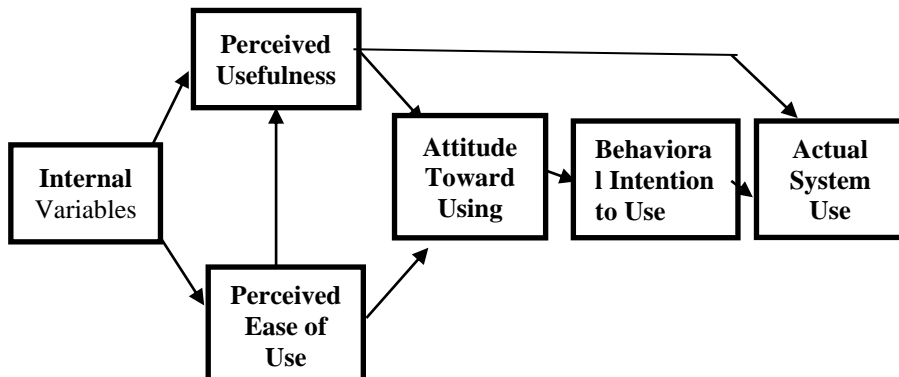 Perceived
Usefulness
Internal
Variables
Attitude
Toward
Using
Behaviora
l Intention
to Use
Actual
System
Use
Perceived
Ease of
Use